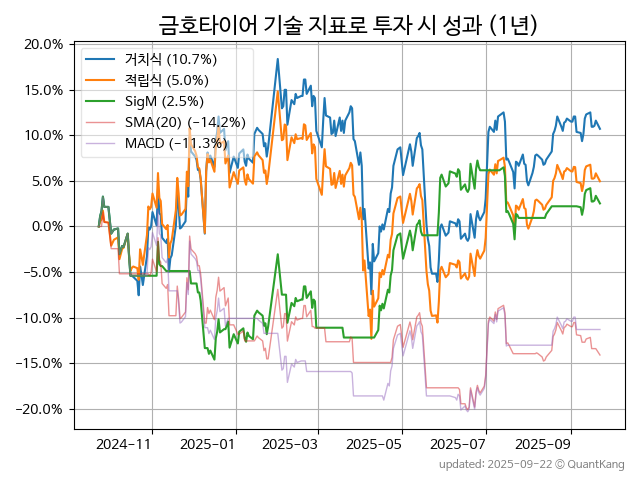 금호타이어 기술 지표로 투자 시 성과 (1년)
20.0%
15.0%
10.0%
5.0%
0.0%
−5.0%
−10.0%
−15.0%
−20.0%
거치식 (10.7%)
적립식 (5.0%)
SigM (2.5%)
SMA(20) (−14.2%)
MACD (−11.3%)
2024−11
2025−01
2025−03
2025−05
2025−07
2025−09
updated: 2025−09−22 © QuantKang